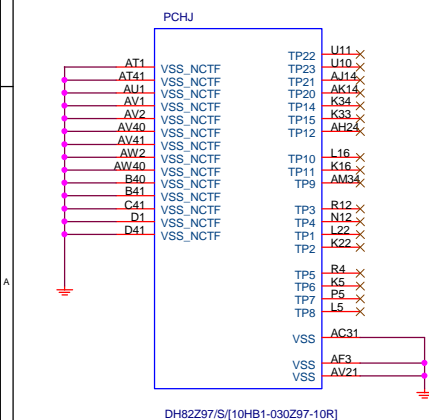 PCHJ
AT1 VSS_NCTF TP22 U11
AT41 VSS_NCTF TP23 U10
AU1 VSS_NCTF TP21 AJ14
AV1 VSS_NCTF TP20 AK14
AV2 VSS_NCTF TP14 K34
AV40 VSS_NCTF TP15 K33
AV41 VSS_NCTF TP12 AH24
AW2 VSS_NCTF TP10 L16
AW40 VSS_NCTF TP11 K16
B40 VSS_NCTF TP9 AM34
B41 VSS_NCTF
C41 VSS_NCTF TP3 R12
D1 VSS_NCTF TP4 N12
D41 VSS_NCTF TP1 L22
TP2 K22
TP5 R4
A
TP6 K5
TP7 P5
TP8 L5
VSS AC31
VSS AF3
VSS AV21
DH82Z97/S/[10HB1-030Z97-10R]